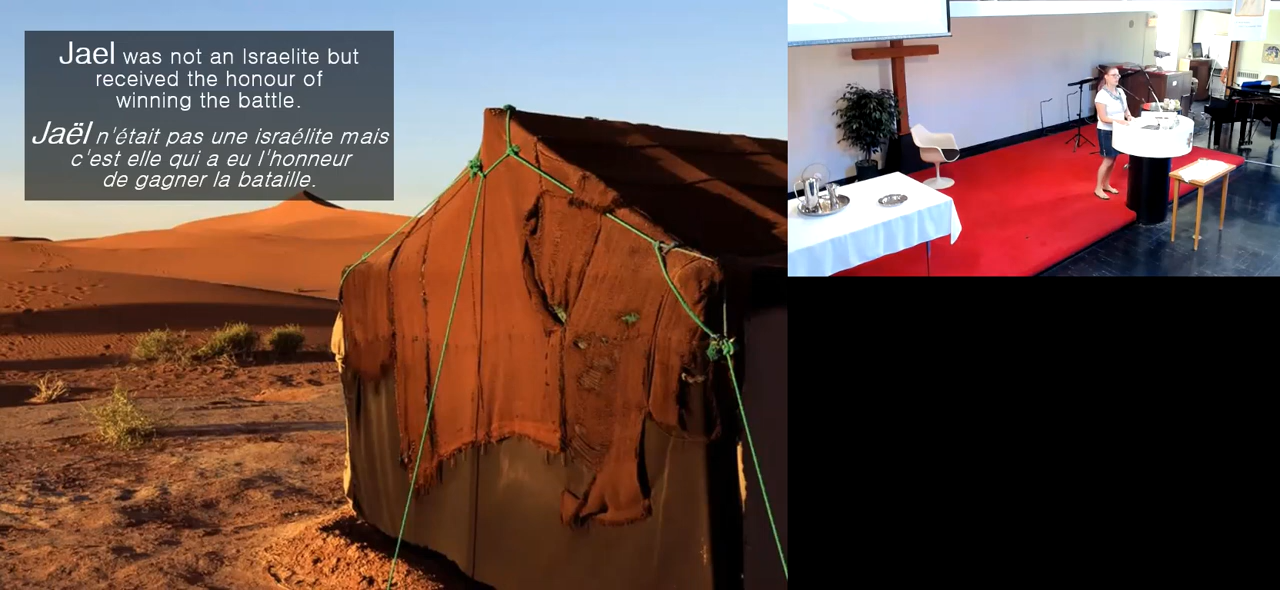 Jael was not an Israelite but
received the honour of
winning the battle.
Jaël n'était pas une israélite mais
c'est elle qui a eu l'honneur
de gagner la bataille.